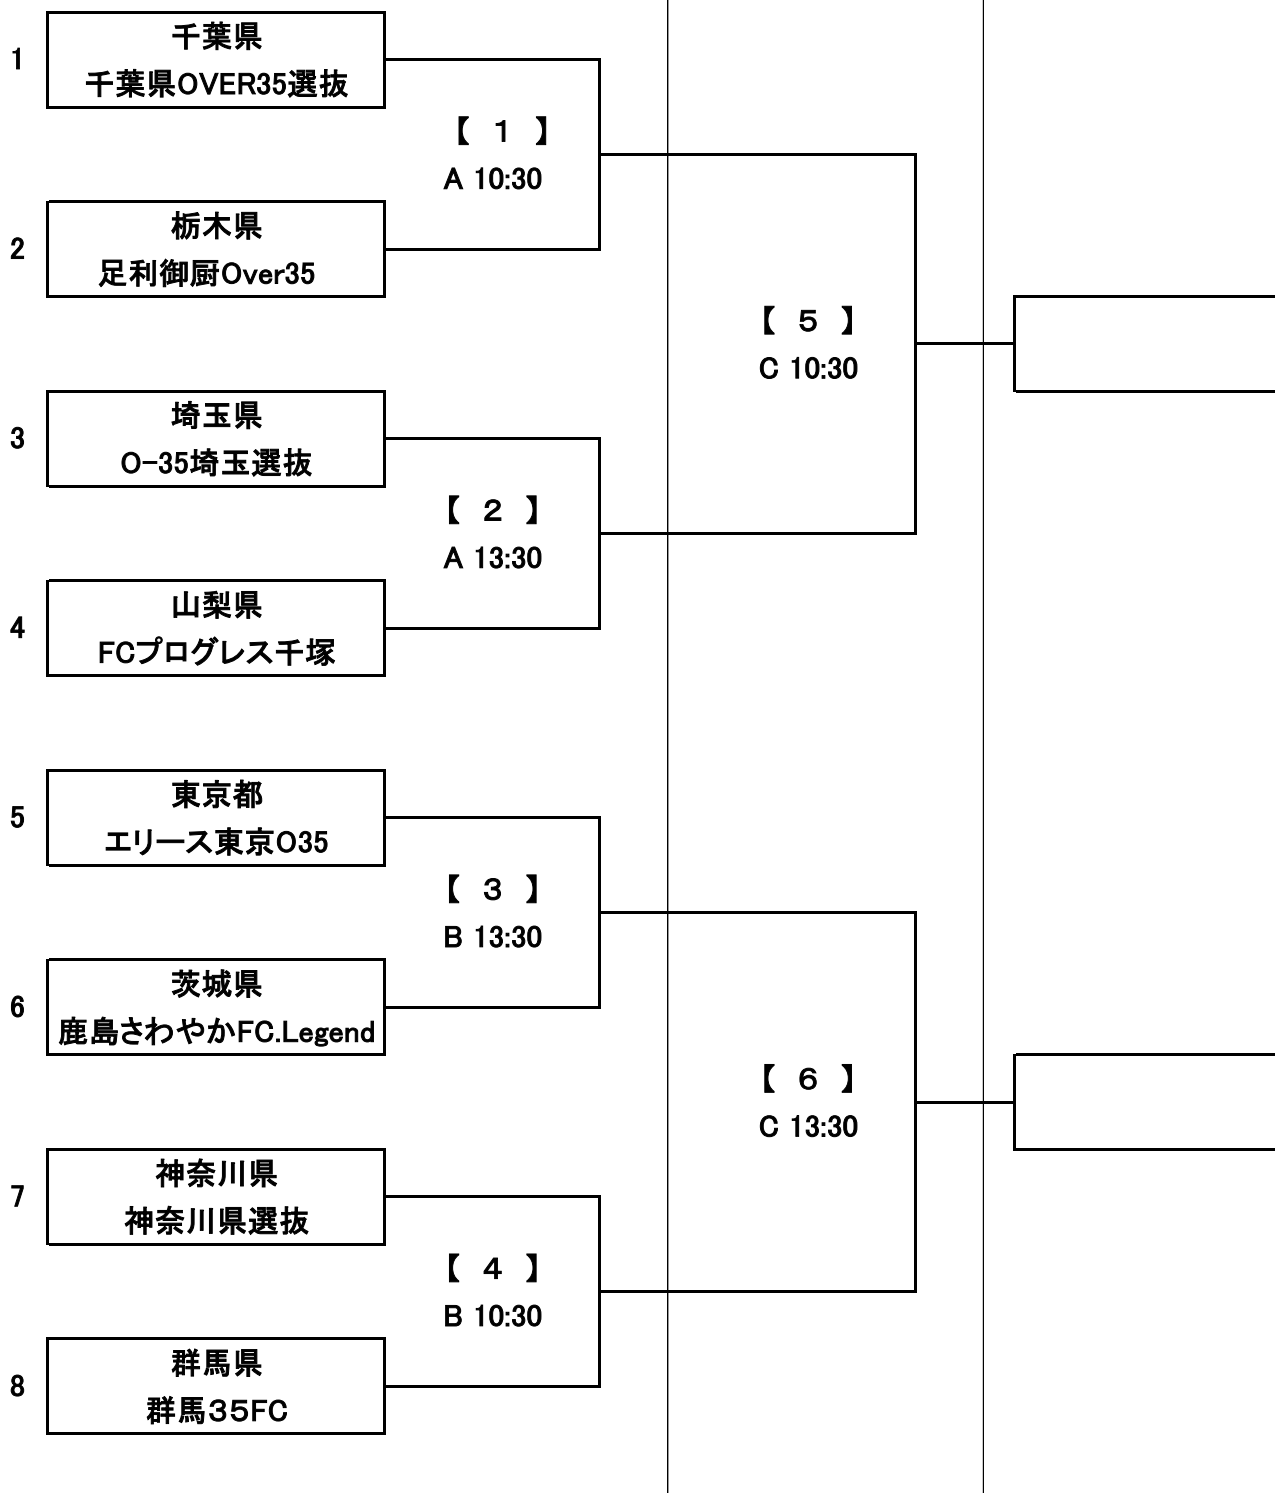 1
千葉県
千葉県OVER35選抜
【 1 】
A 10:30
2
栃木県
足利御厨Over35
【 5 】
C 10:30
3
埼玉県
O-35埼玉選抜
【 2 】
A 13:30
4
山梨県
FCプログレス千塚
5
東京都
エリース東京O35
【 3 】
B 13:30
6
茨城県
鹿島さわやかFC.Legend
【 6 】
C 13:30
7
神奈川県
神奈川県選抜
【 4 】
B 10:30
8
群馬県
群馬35FC